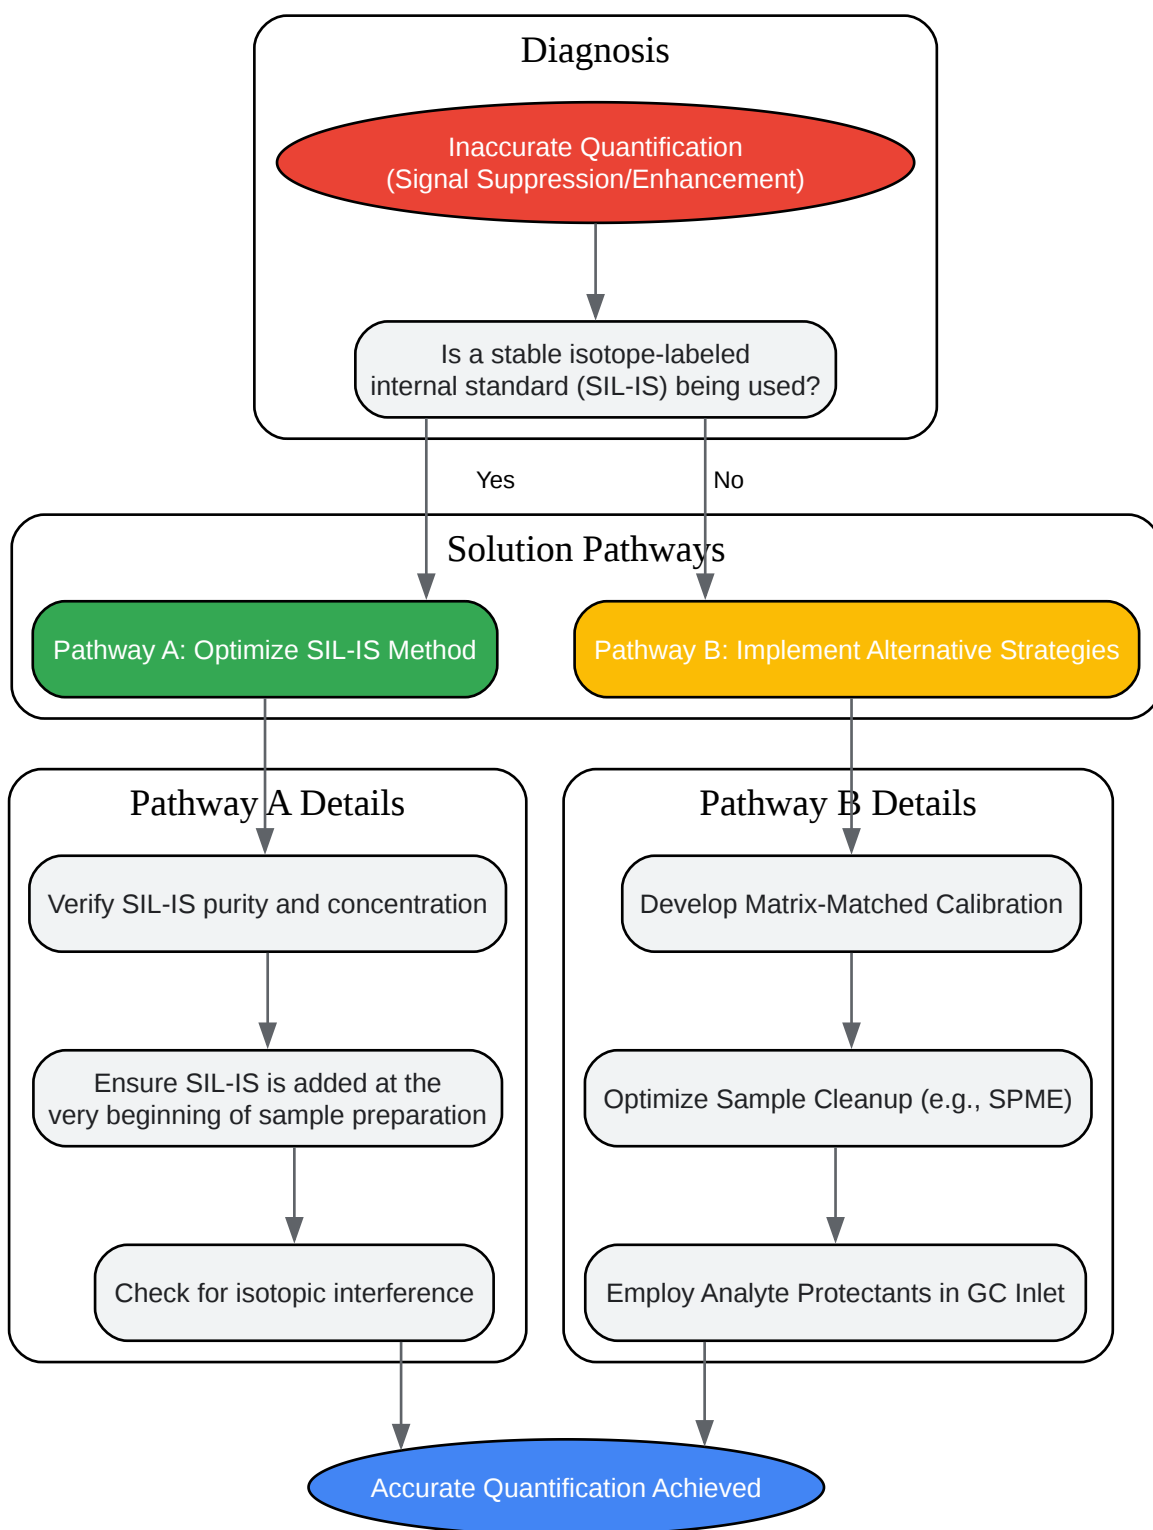 Diagnosis
Inaccurate Quantification
(Signal Suppression/Enhancement)
Is a stable isotope-labeled
internal standard (SIL-IS) being used?
Yes
No
Solution Pathways
Pathway A: Optimize SIL-IS Method
Pathway B: Implement Alternative Strategies
Pathway A Details
Verify SIL-IS purity and concentration
Ensure SIL-IS is added at the
very beginning of sample preparation
Check for isotopic interference
Pathway B Details
Develop Matrix-Matched Calibration
Optimize Sample Cleanup (e.g., SPME)
Employ Analyte Protectants in GC Inlet
Accurate Quantification Achieved